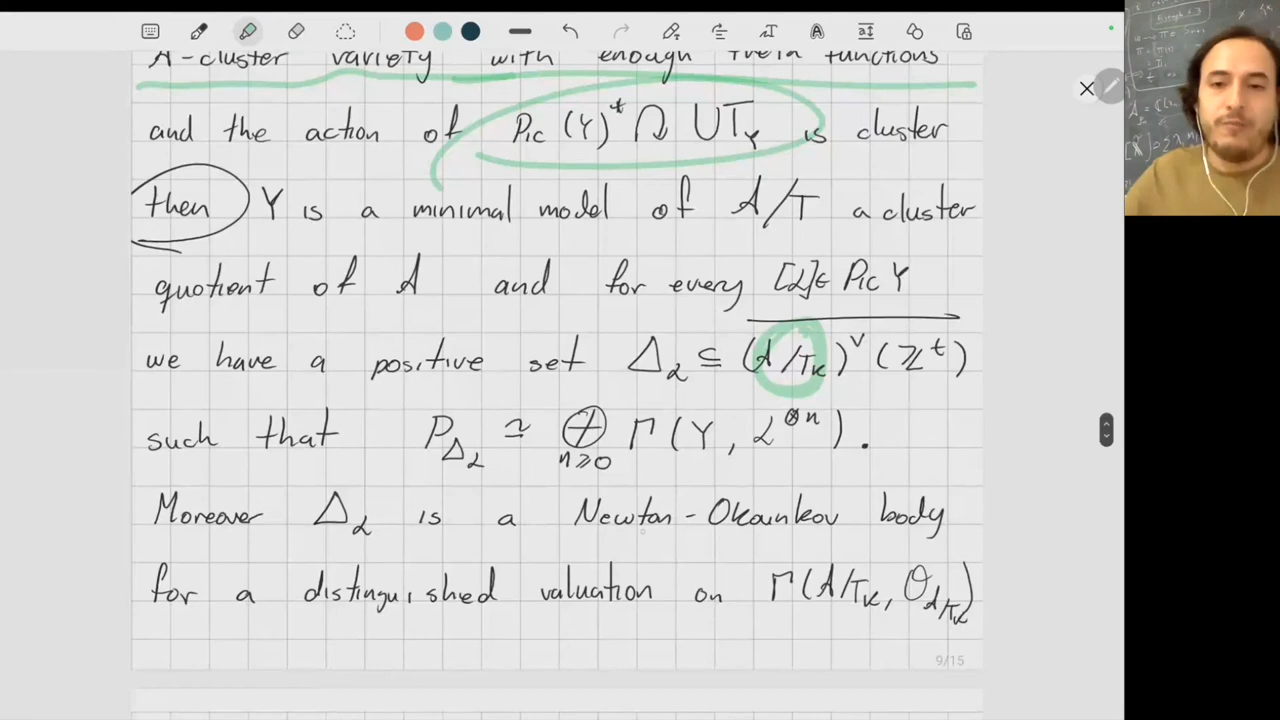 A-cluster variety with enough theta functions
and the action of Pic (Y)^* ↷ UT_Y is cluster
then Y is a minimal model of A/T a cluster
quotient of A and for every [L]∈ Pic Y
we have a positive set Δ_L ⊆ (A/T_K)^∨ (ℤ^t)
such that P_{Δ_L} ≃ ⊕_{n≥0} Γ(Y, L^{⊗n}).
Moreover Δ_L is a Newton-Okounkov body
for a distinguished valuation on Γ(A/T_K, O_{A/T_K})
9/15